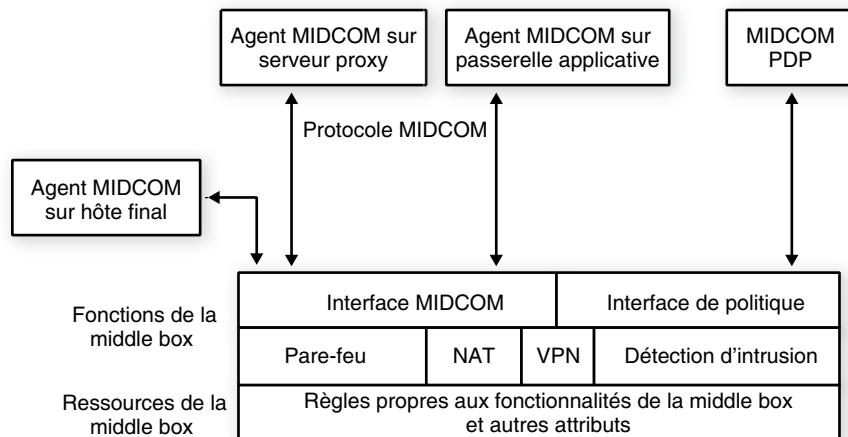 Agent MIDCOM sur
serveur proxy
Agent MIDCOM sur
passerelle applicative
MIDCOM
PDP
Protocole MIDCOM
Agent MIDCOM
sur hôte final
Fonctions de la
middle box
Interface MIDCOM
Interface de politique
Pare-feu
NAT
VPN
Détection d'intrusion
Ressources de la
middle box
Règles propres aux fonctionnalités de la middle box
et autres attributs